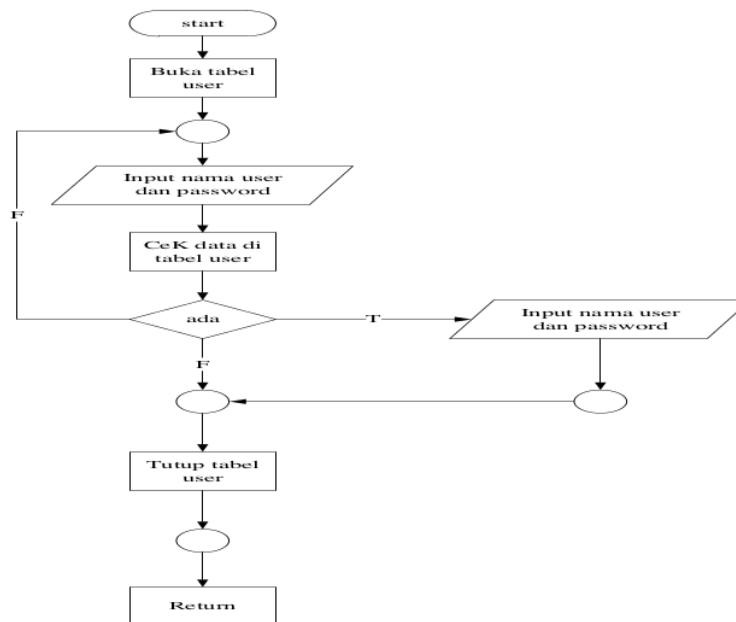 start
Buka tabel
user
Input nama user
dan password
F
CeK data di
tabel user
ada
T
Input nama user
dan password
F
Tutup tabel
user
Return